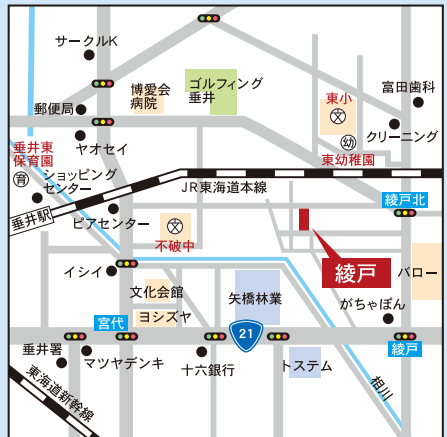 サークルK
博愛会
病院
ゴルフィング
垂井
東小
文
富田歯科
郵便局
ヤオセイ
幼
クリーニング
垂井東
保育園
育
ショッピング
センター
東幼稚園
JR東海道本線
綾戸北
垂井駅
ピアセンター
文
不破中
綾戸
バロー
イシイ
文化会館
矢橋林業
がちゃぽん
宮代
ヨシヅヤ
21
綾戸
垂井署
マツヤデンキ
十六銀行
トステム
相川
東海道新幹線